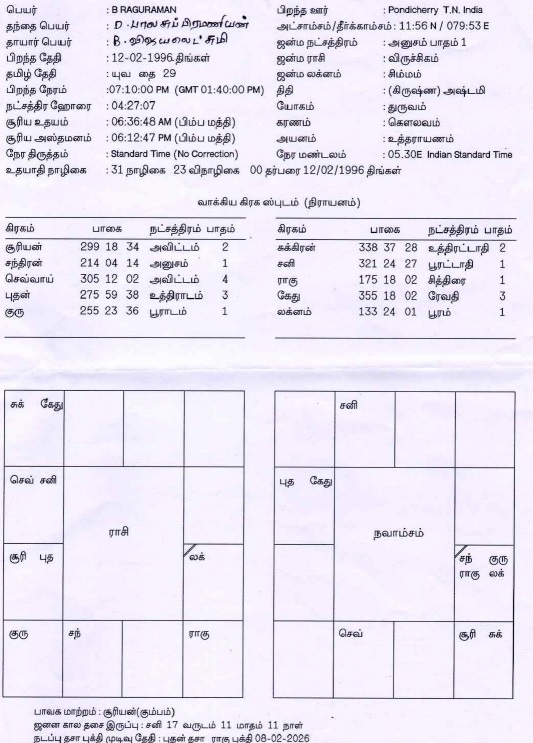 பெயர் : B RAGURAMAN
தந்தை பெயர் : D. பாலசுப்பிரமணியன்
தாயார் பெயர் : B. விஜயலெட்சுமி
பிறந்த தேதி : 12-02-1996 திங்கள்
தமிழ் தேதி : யுவ தை 29
பிறந்த நேரம் : 07:10:00 PM (GMT 01:40:00 PM)
நட்சத்திர ஹோரை : 04:27:07
சூரிய உதயம் : 06:36:48 AM (பிம்ப மத்தி)
சூரிய அஸ்தமனம் : 06:12:47 PM (பிம்ப மத்தி)
நேர திருத்தம் : Standard Time (No Correction)
உதயாதி நாழிகை : 31 நாழிகை 23 விநாழிகை 00 தர்பரை 12/02/1996 திங்கள்
பிறந்த ஊர் : Pondicherry T.N, India
அட்சாம்சம்/தீர்க்காம்சம் : 11:56 N / 079:53 E
ஜன்ம நட்சத்திரம் : அனுசம் பாதம் 1
ஜன்ம ராசி : விருச்சிகம்
ஜன்ம லக்னம் : சிம்மம்
திதி : (கிருஷ்ண) அஷ்டமி
யோகம் : துருவம்
கரணம் : கௌலவம்
அயனம் : உத்தராயணம்
நேர மண்டலம் : 05.30E Indian Standard Time
வாக்கிய கிரக ஸ்புடம் (நிராயனம்)
கிரகம் பாகை நட்சத்திரம் பாதம்
சூரியன் 299 18 34 அவிட்டம் 2
சந்திரன் 214 04 14 அனுசம் 1
செவ்வாய் 305 12 02 அவிட்டம் 4
புதன் 275 59 38 உத்திராடம் 3
குரு 255 23 36 பூராடம் 1
கிரகம் பாகை நட்சத்திரம் பாதம்
சுக்கிரன் 338 37 28 உத்திரட்டாதி 2
சனி 321 24 27 பூரட்டாதி 1
ராகு 175 18 02 சித்திரை 1
கேது 355 18 02 ரேவதி 3
லக்னம் 133 24 01 பூரம் 1
சுக் கேது
செவ் சனி
ராசி
சூரி புத
லக்
குரு சந் ராகு
சனி
புத கேது
நவாம்சம்
சந் குரு
ராகு லக்
செவ் சூரி சுக்
பாவக மாற்றம் : சூரியன்(கும்பம்)
ஜனன கால தசை இருப்பு : சனி 17 வருடம் 11 மாதம் 11 நாள்
நடப்பு தசா புக்தி முடிவு தேதி : புதன் தசா ராகு புக்தி 08-02-2026